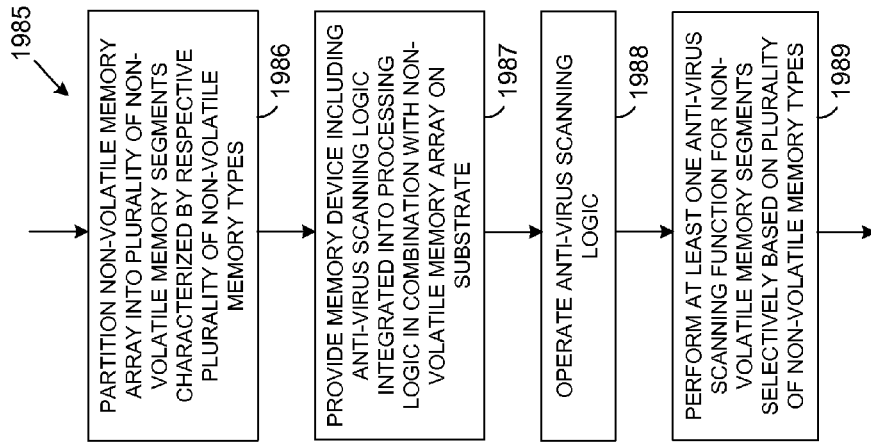 1985
PARTITION NON-VOLATILE MEMORY
ARRAY INTO PLURALITY OF NON-
VOLATILE MEMORY SEGMENTS
CHARACTERIZED BY RESPECTIVE
PLURALITY OF NON-VOLATILE
MEMORY TYPES
1986
PROVIDE MEMORY DEVICE INCLUDING
ANTI-VIRUS SCANNING LOGIC
INTEGRATED INTO PROCESSING
LOGIC IN COMBINATION WITH NON-
VOLATILE MEMORY ARRAY ON
SUBSTRATE
1987
OPERATE ANTI-VIRUS SCANNING
LOGIC
1988
PERFORM AT LEAST ONE ANTI-VIRUS
SCANNING FUNCTION FOR NON-
VOLATILE MEMORY SEGMENTS
SELECTIVELY BASED ON PLURALITY
OF NON-VOLATILE MEMORY TYPES
1989